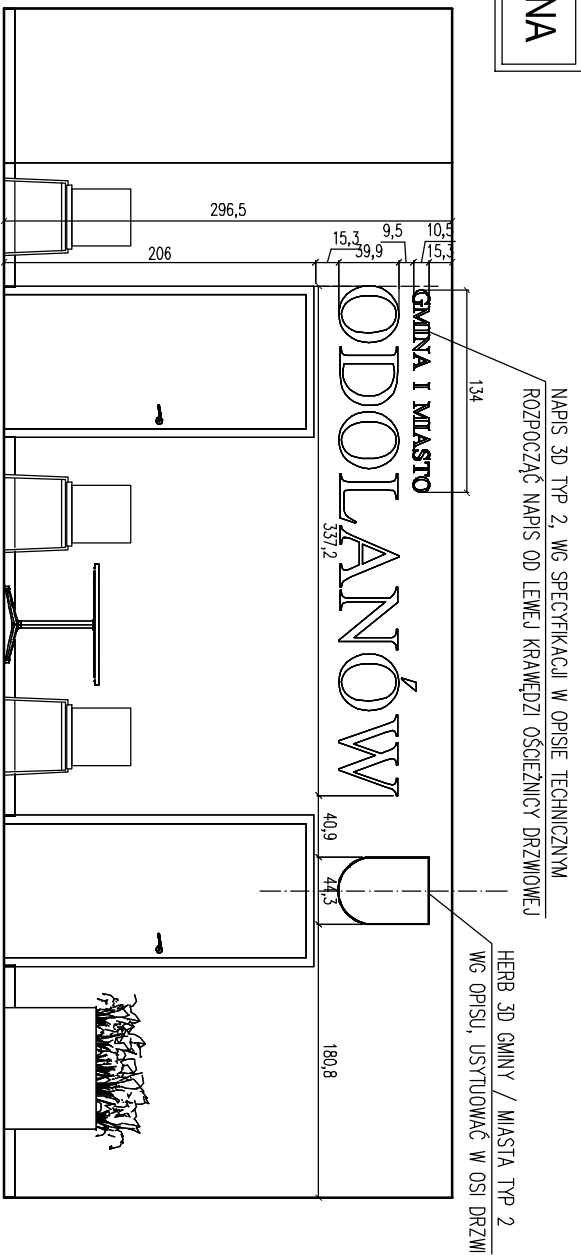 NA
NAPIS 3D TYP 2, WG SPECYFIKACJI W OPISIE TECHNICZNYM
ROZPOCZĄĆ NAPIS OD LEWEJ KRAWĘDZI OŚCIEŻNICY DRZWIOWEJ
HERB 3D GMINY / MIASTA TYP 2
WG OPISU, USYTUOWAĆ W OSI DRZWI
134
GMINA I MIASTO
ODOLANÓW
10,5
15,3
9,5
39,9
15,3
296,5
206
337,2
40,9
44,3
180,8